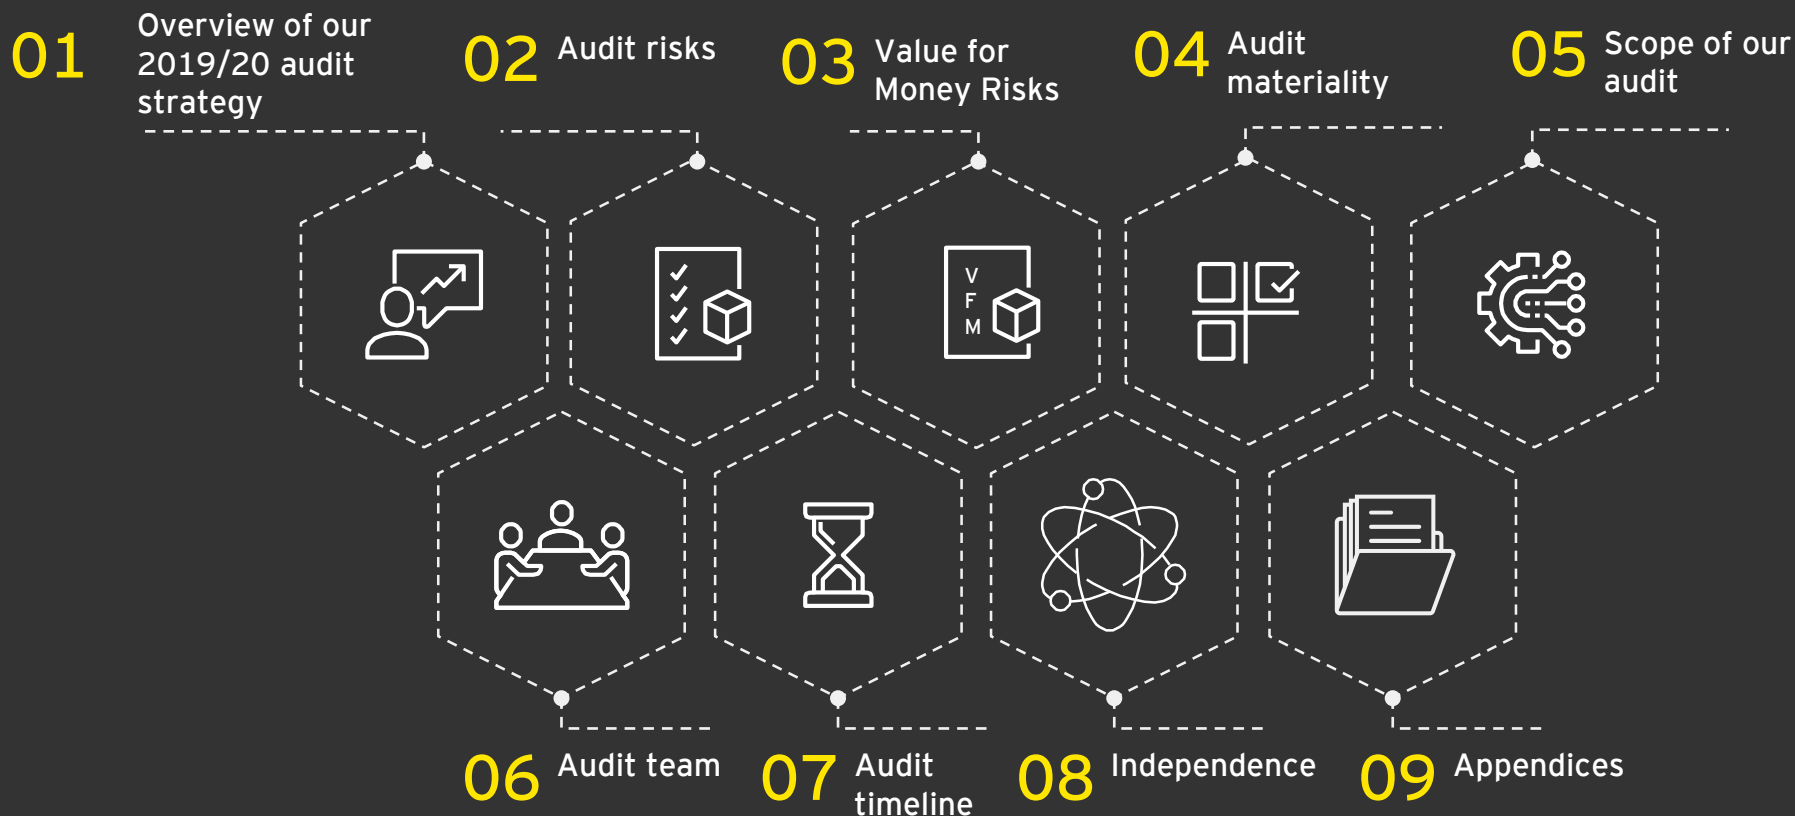 01
Overview of our
2019/20 audit
strategy
02
Audit risks
03
Value for
Money Risks
04
Audit
materiality
05
Scope of our
audit
V
F
M
06
Audit team
07
Audit
timeline
08
Independence
09
Appendices